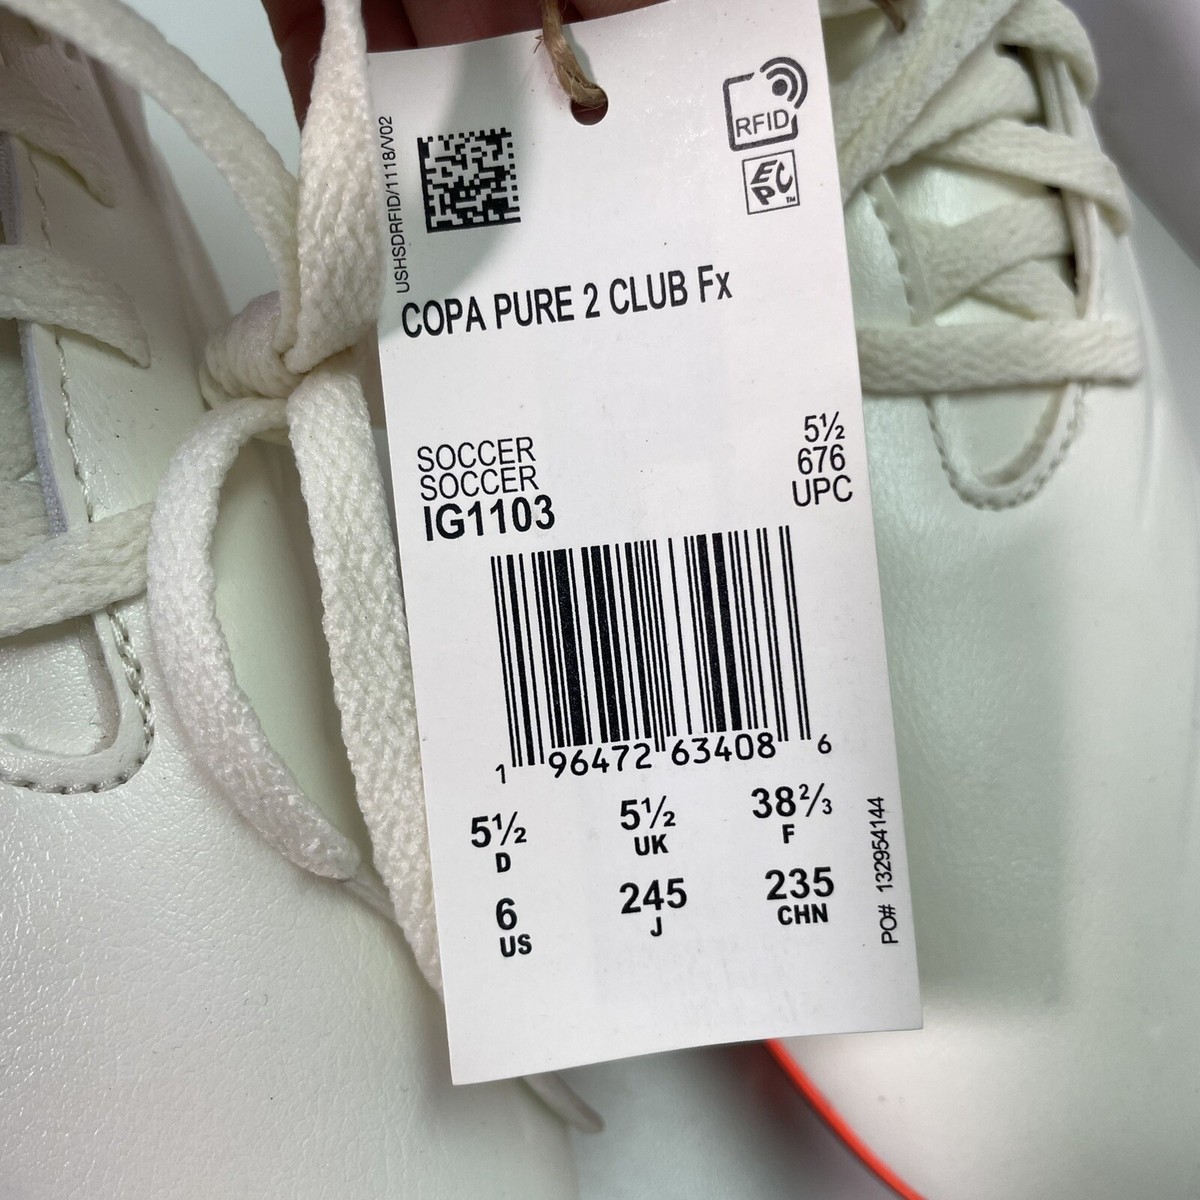 RFID
EPC TM
USHSDRFID/1118/V02
COPA PURE 2 CLUB Fx
SOCCER
SOCCER
IG1103
5½
676
UPC
1 96472 63408 6
5½ 5½ 38⅔
D UK F
6 245 235
US J CHN
PO# 132954144